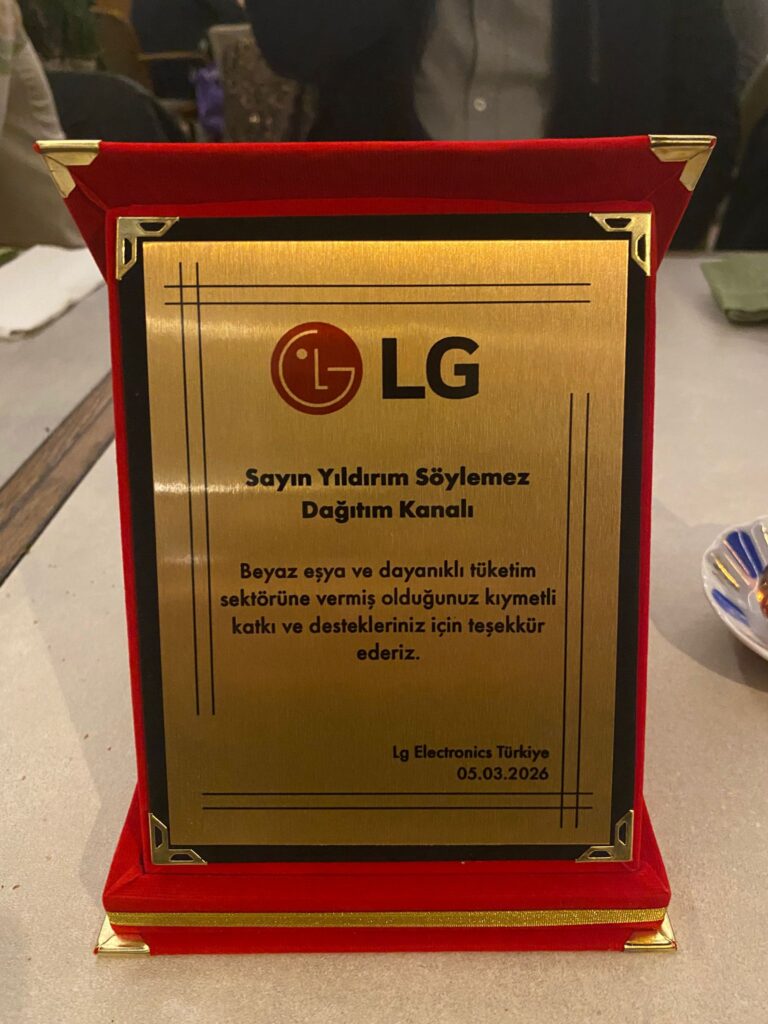 LG
Sayın Yıldırım Söylemez
Dağıtım Kanalı
Beyaz eşya ve dayanıklı tüketim
sektörüne vermiş olduğunuz kıymetli
katkı ve destekleriniz için teşekkür
ederiz.
Lg Electronics Türkiye
05.03.2026